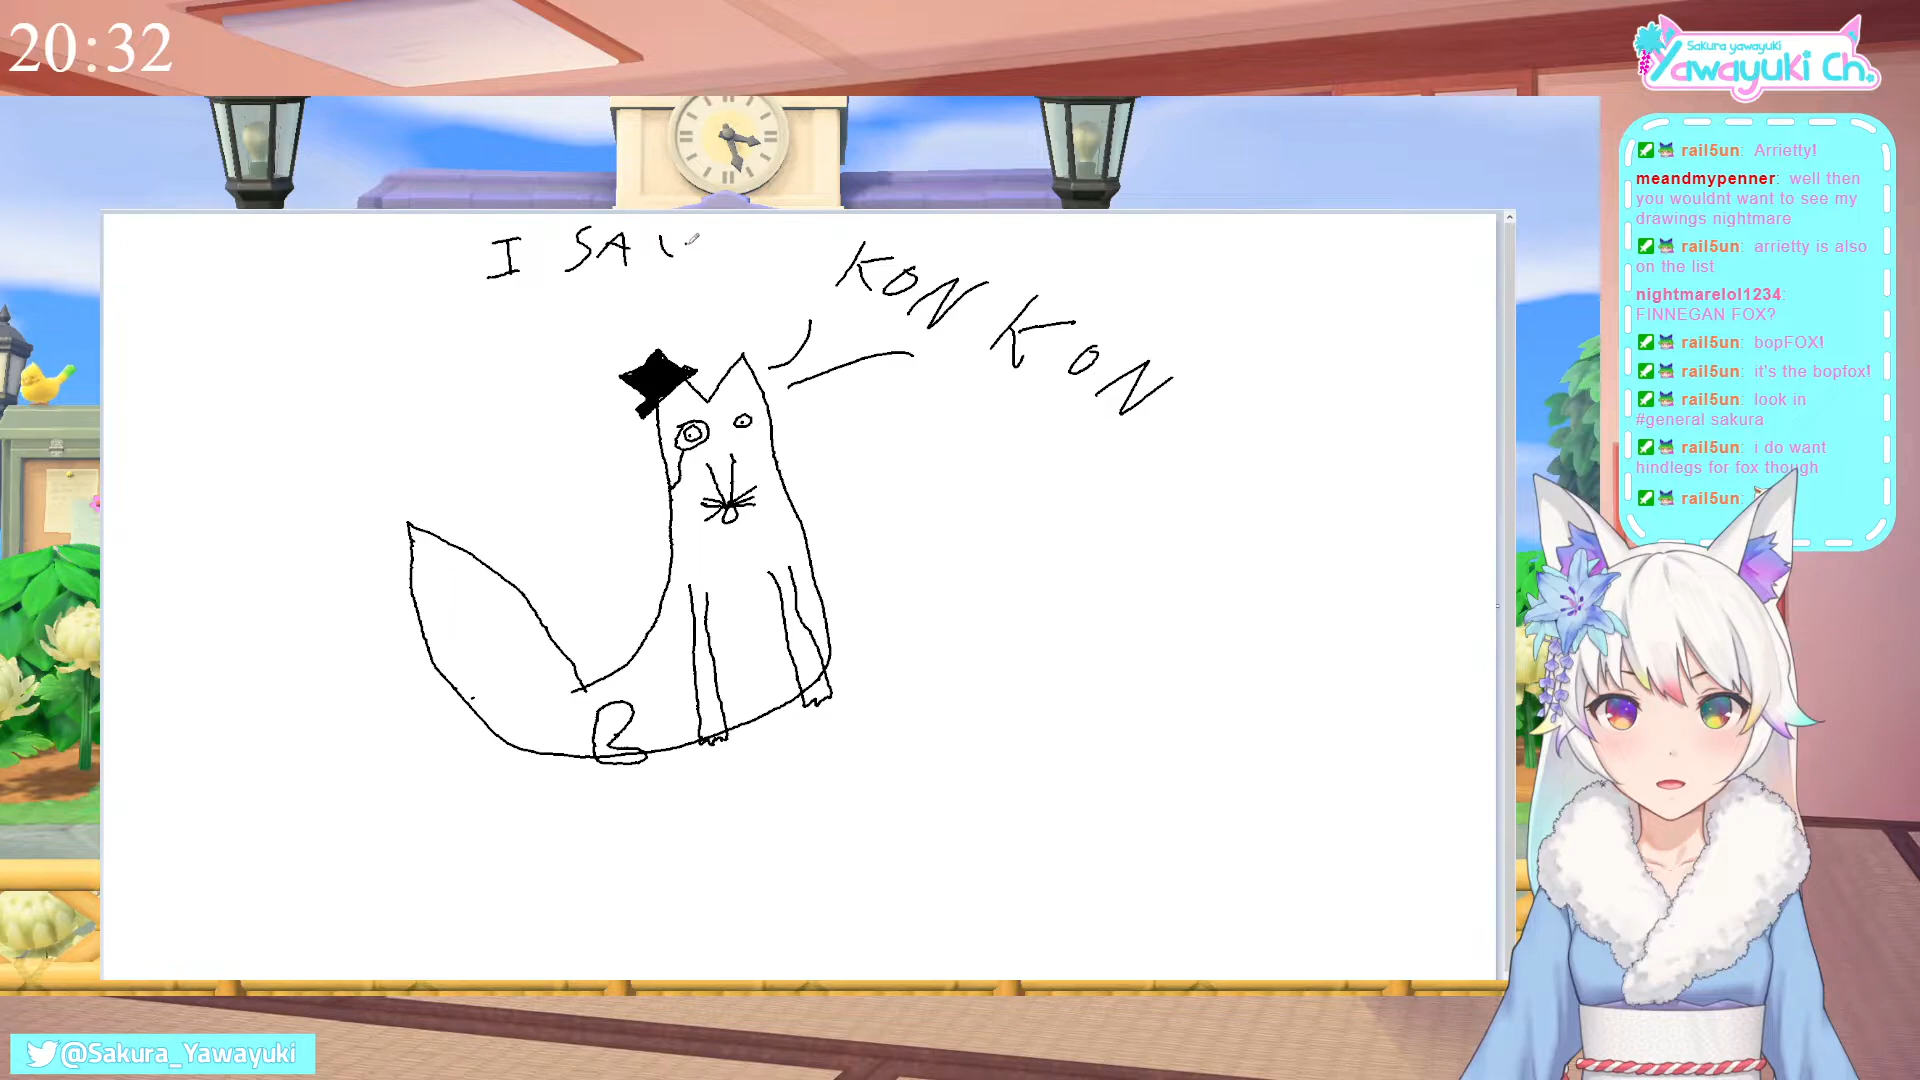 20:32
Sakura yawayuki
Yawayuki Ch.
I SA
KON KON
rail5un: Arrietty!
meandmypenner: well then
you wouldnt want to see my
drawings nightmare
rail5un: arrietty is also
on the list
nightmarelol1234:
FINNEGAN FOX?
rail5un: bopFOX!
rail5un: it's the bopfox!
rail5un: look in
#general sakura
rail5un: i do want
hindlegs for fox though
rail5un:
@Sakura_Yawayuki